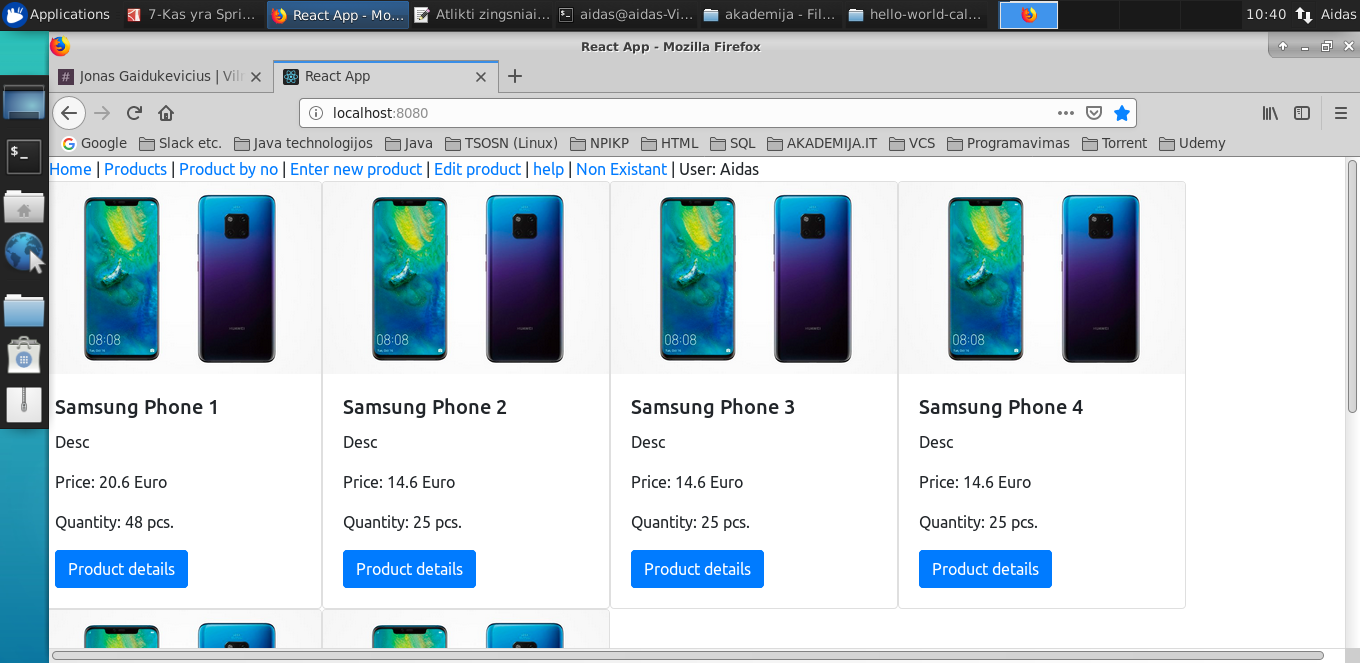 Applications 7-Kas yra Spri... React App - Mo... Atlikti zingsniai... aidas@aidas-Vi... akademija - Fil... hello-world-cal... 10:40 Aidas
React App - Mozilla Firefox
# Jonas Gaidukevicius | Viln React App
localhost:8080
Google Slack etc. Java technologijos Java TSOSN (Linux) NPIKP HTML SQL AKADEMIJA.IT VCS Programavimas Torrent Udemy
Home | Products | Product by no | Enter new product | Edit product | help | Non Existant | User: Aidas
$_
08:08 HUAWEI 08:08 HUAWEI 08:08 HUAWEI 08:08 HUAWEI
Samsung Phone 1 Samsung Phone 2 Samsung Phone 3 Samsung Phone 4
Desc Desc Desc Desc
Price: 20.6 Euro Price: 14.6 Euro Price: 14.6 Euro Price: 14.6 Euro
Quantity: 48 pcs. Quantity: 25 pcs. Quantity: 25 pcs. Quantity: 25 pcs.
Product details Product details Product details Product details